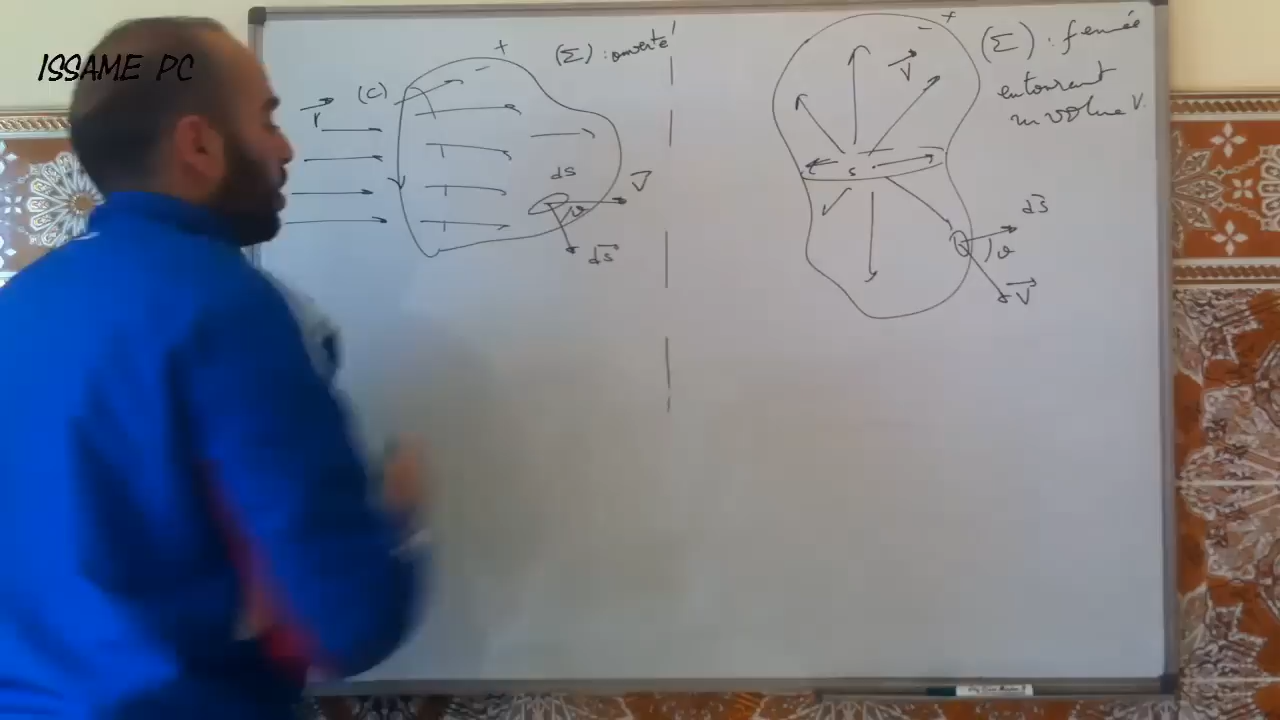 ISSAME PC
(Σ) : ouverte
+
-
(C)
V
dS
V
θ
dS
+
-
V
(Σ) : fermée
entourant
un volume V.
s
dS
θ
V